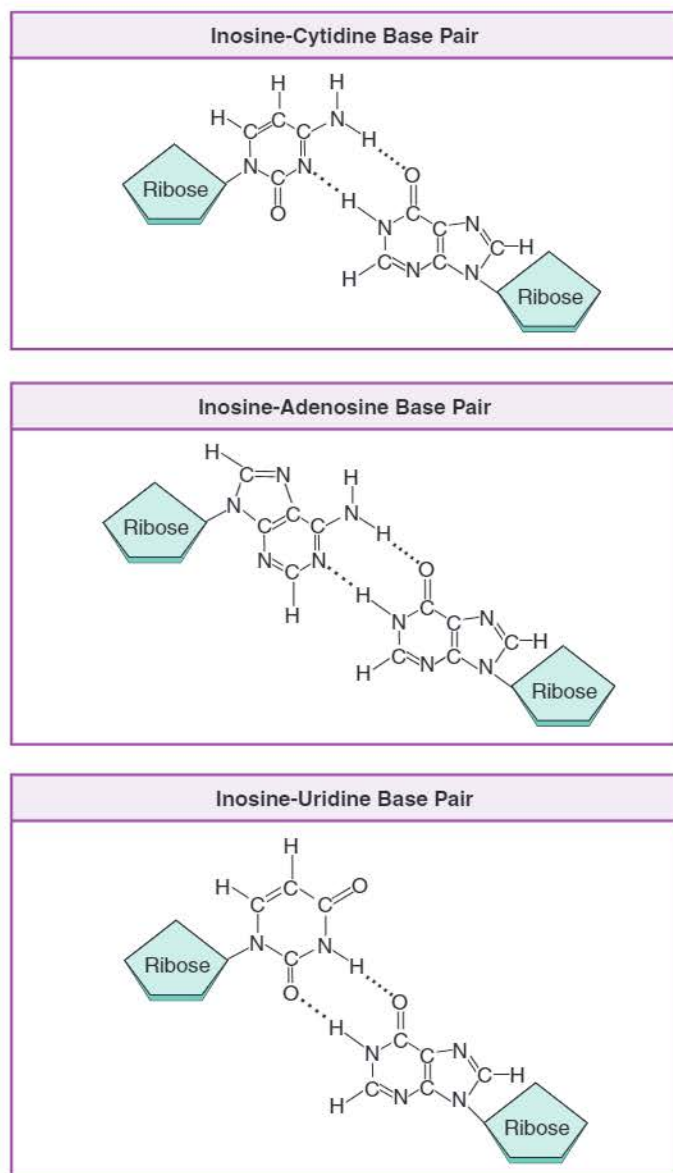 Inosine-Cytidine Base Pair
H H
H C N
C C H
N N
C O
Ribose
H
O C
N C N
C H
C N C N
H
Ribose
Inosine-Adenosine Base Pair
H
C N H
N N
Ribose C C C H
N N
C O
H
H C
N C N
C H
C N C N
H
Ribose
Inosine-Uridine Base Pair
H
H C O
C C
N N
C H
Ribose
O O
H
C
N C N
C H
C N C N
H
Ribose